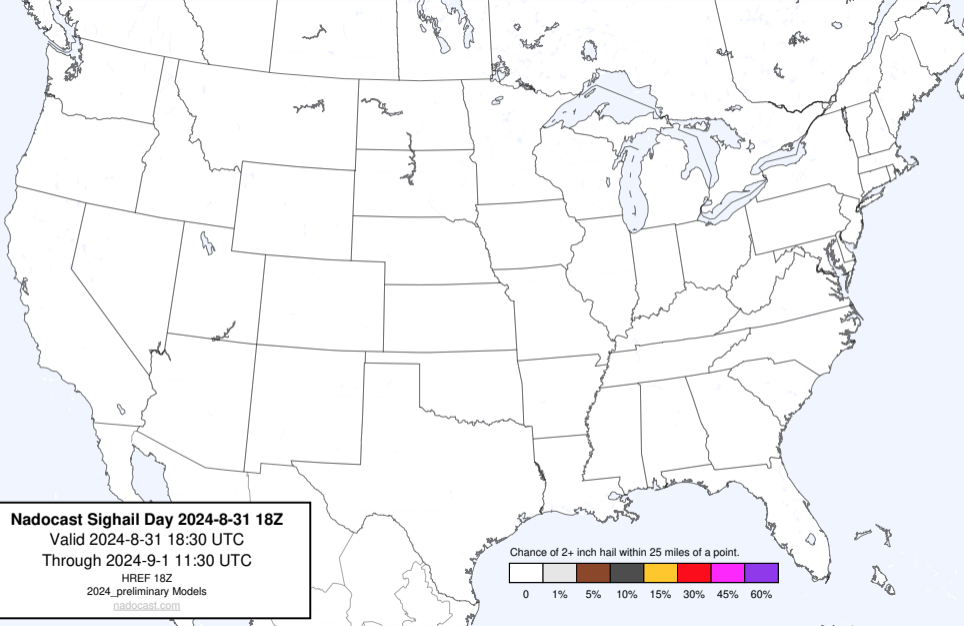 Nadocast Sighail Day 2024-8-31 18Z
Valid 2024-8-31 18:30 UTC
Through 2024-9-1 11:30 UTC
HREF 18Z
2024_preliminary Models
nadocast.com
Chance of 2+ inch hail within 25 miles of a point.
0 1% 5% 10% 15% 30% 45% 60%